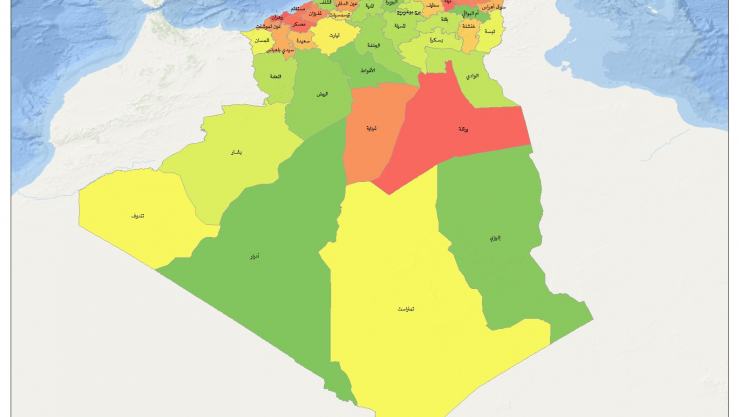 الشلف
عين الدفلى
البويرة
سطيف
سوق أهراس
مستغانم
غليزان
تيسمسيلت
المدية
برج بوعريريج
أم البواقي
وهران
معسكر
المسيلة
باتنة
خنشلة
تبسة
عين تموشنت
تلمسان
سعيدة
تيارت
بسكرة
سيدي بلعباس
الجلفة
النعامة
الأغواط
الوادي
البيض
غرداية
ورقلة
بشار
تندوف
إليزي
أدرار
تمنراست